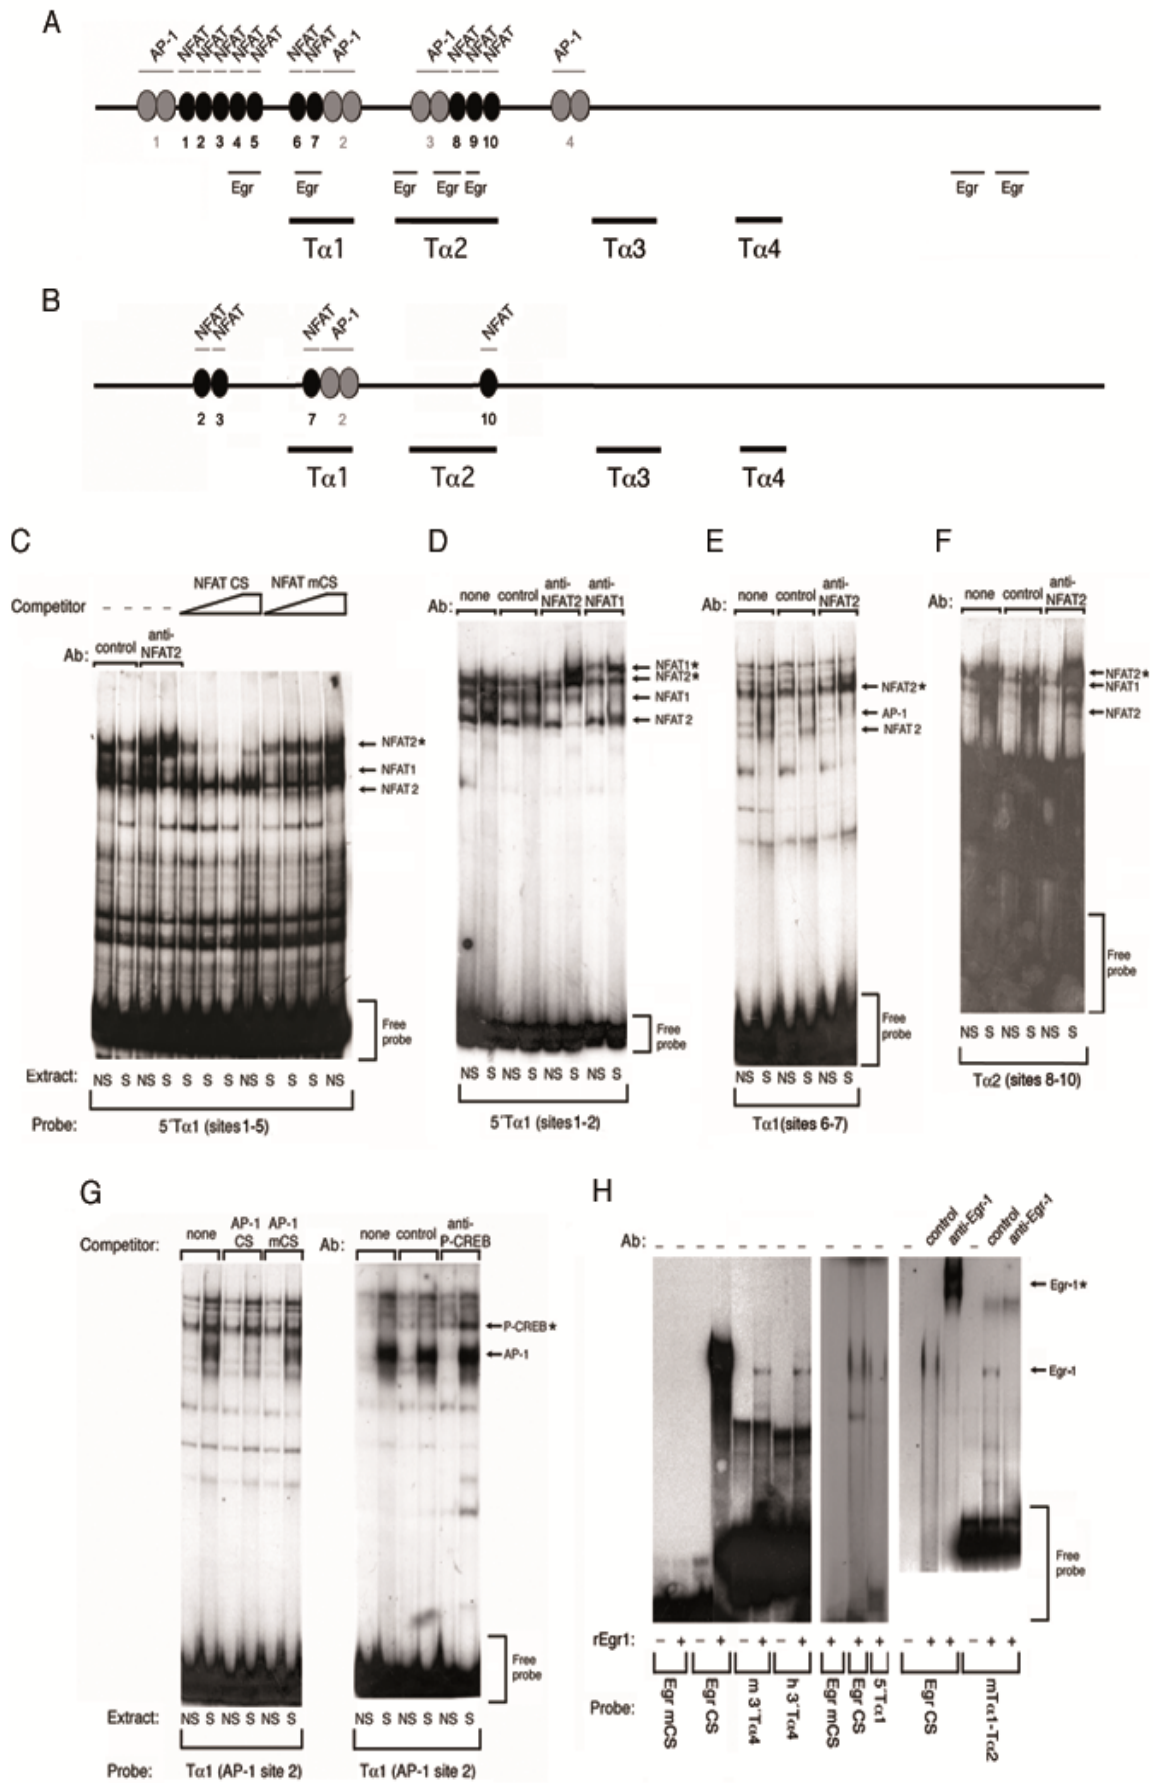 A
AP-1 NFAT NFAT NFAT NFAT NFAT NFAT NFAT AP-1 AP-1 NFAT NFAT NFAT AP-1
1 1 2 3 4 5 6 7 2 3 8 9 10 4
Egr Egr Egr Egr Egr Egr Egr
Tα1 Tα2 Tα3 Tα4
B
NFAT NFAT NFAT AP-1 NFAT
2 3 7 2 10
Tα1 Tα2 Tα3 Tα4
C
Competitor - - - - NFAT CS NFAT mCS
Ab: control anti-NFAT2
NFAT2*
NFAT1
NFAT2
Free probe
Extract: NS S NS S S S S NS S S S NS
Probe: 5´Tα1 (sites1-5)
D
Ab: none control anti-NFAT2 anti-NFAT1
NFAT1*
NFAT2*
NFAT1
NFAT2
Free probe
NS S NS S NS S NS S
5´Tα1 (sites1-2)
E
Ab: none control anti-NFAT2
NFAT2*
AP-1
NFAT2
Free probe
NS S NS S NS S
Tα1(sites 6-7)
F
Ab: none control anti-NFAT2
NFAT2*
NFAT1
NFAT2
Free probe
NS S NS S NS S
Tα2 (sites 8-10)
G
Competitor: none AP-1 CS AP-1 mCS
Ab: none control anti-P-CREB
P-CREB*
AP-1
Free probe
Extract: NS S NS S NS S NS S NS S NS S
Probe: Tα1 (AP-1 site 2) Tα1 (AP-1 site 2)
H
Ab: - - - - - - - - - - - - control anti-Egr-1 - control anti-Egr-1
Egr-1*
Egr-1
Free probe
rEgr1: - + - + - + - + + + + - + + - + +
Probe: Egr mCS Egr CS m 3´Tα4 h 3´Tα4 Egr mCS Egr CS 5´Tα1 Egr CS mTα1-Tα2